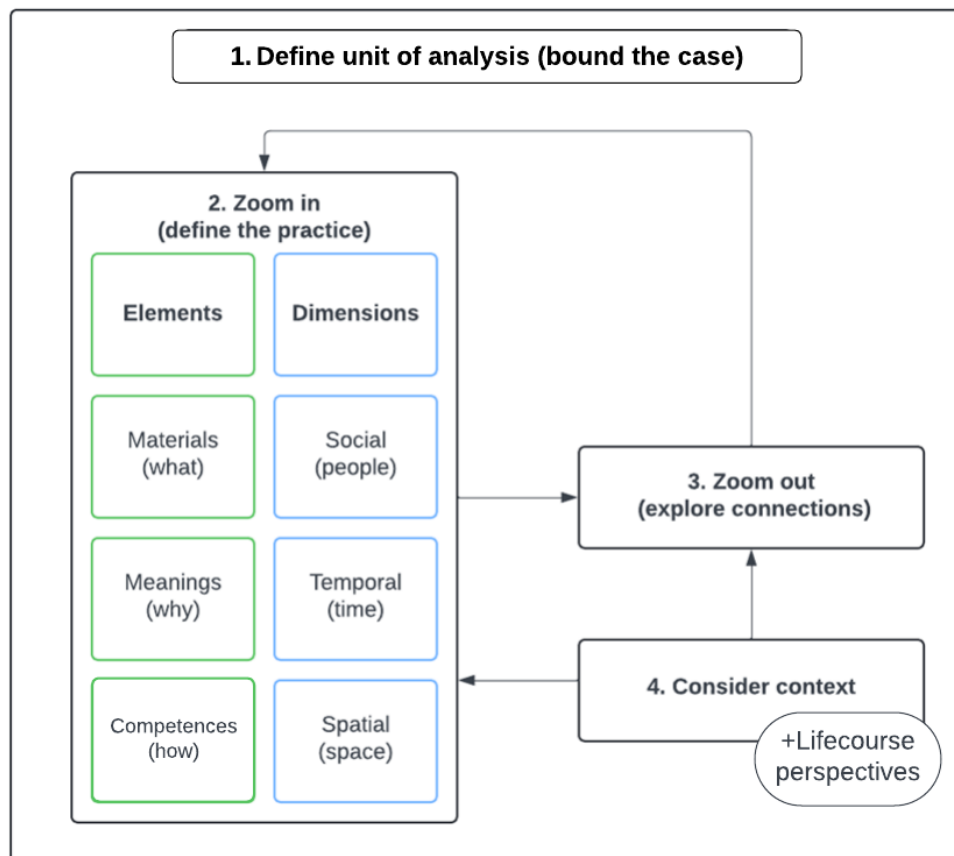 1. Define unit of analysis (bound the case)
2. Zoom in
(define the practice)
Elements
Dimensions
Materials
(what)
Social
(people)
Meanings
(why)
Temporal
(time)
Competences
(how)
Spatial
(space)
3. Zoom out
(explore connections)
4. Consider context
+Lifecourse
perspectives